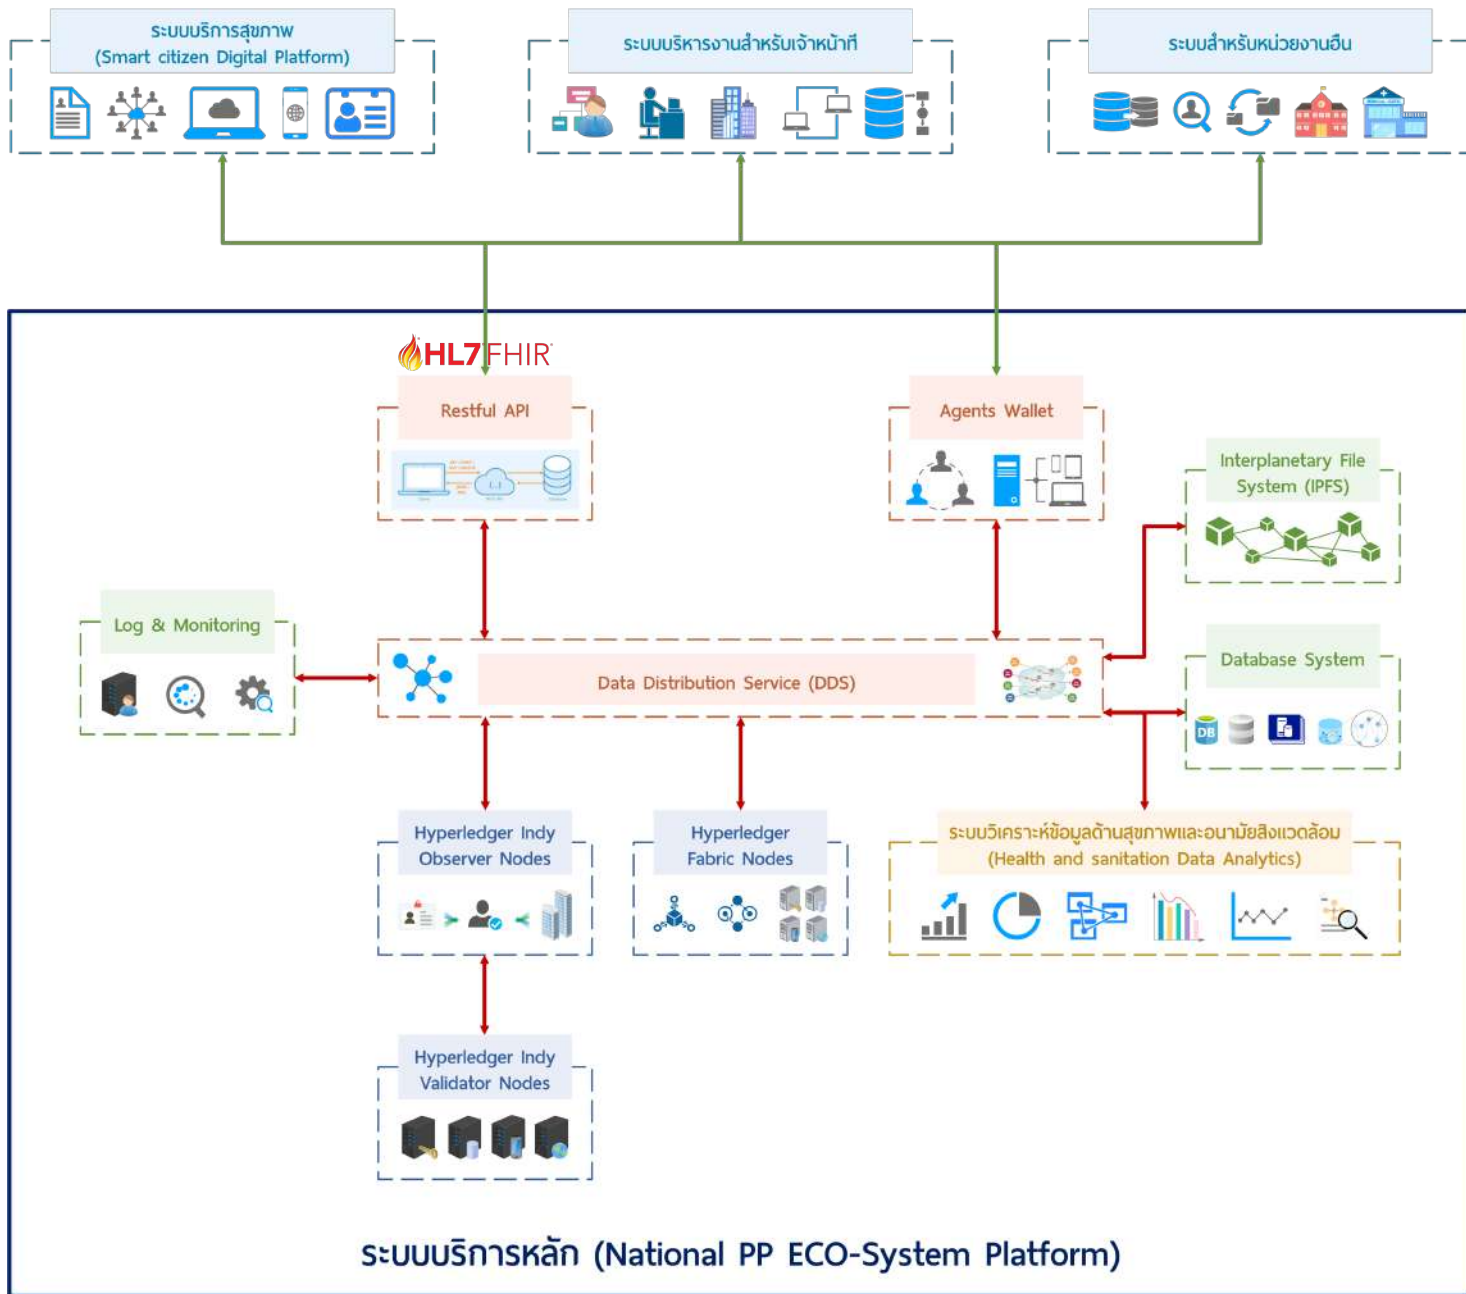 ระบบบริการสุขภาพ
(Smart citizen Digital Platform)
ระบบบริหารงานสำหรับเจ้าหน้าที่
ระบบสำหรับหน่วยงานอื่น
HL7 FHIR
Restful API
Agents Wallet
Interplanetary File
System (IPFS)
Log & Monitoring
Data Distribution Service (DDS)
Database System
DB
Hyperledger Indy
Observer Nodes
Hyperledger
Fabric Nodes
ระบบวิเคราะห์ข้อมูลด้านสุขภาพและอนามัยสิ่งแวดล้อม
(Health and sanitation Data Analytics)
Hyperledger Indy
Validator Nodes
ระบบบริการหลัก (National PP ECO-System Platform)